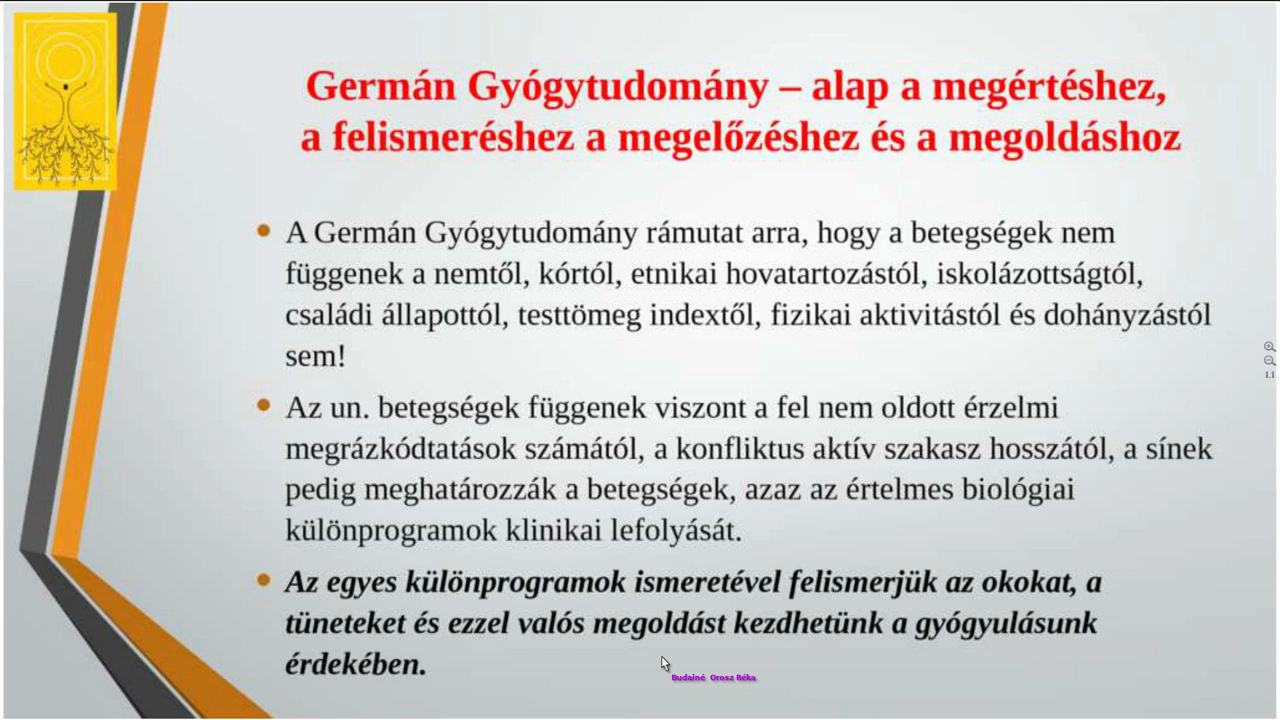 Germán Gyógytudomány – alap a megértéshez,
a felismeréshez a megelőzéshez és a megoldáshoz
• A Germán Gyógytudomány rámutat arra, hogy a betegségek nem
függenek a nemtől, kórtól, etnikai hovatartozástól, iskolázottságtól,
családi állapottól, testtömeg indextől, fizikai aktivitástól és dohányzástól
sem!
• Az un. betegségek függenek viszont a fel nem oldott érzelmi
megrázkódtatások számától, a konfliktus aktív szakasz hosszától, a sínek
pedig meghatározzák a betegségek, azaz az értelmes biológiai
különprogramok klinikai lefolyását.
• Az egyes különprogramok ismeretével felismerjük az okokat, a
tüneteket és ezzel valós megoldást kezdhetünk a gyógyulásunk
érdekében.
Budainé Orosz Réka
1.1